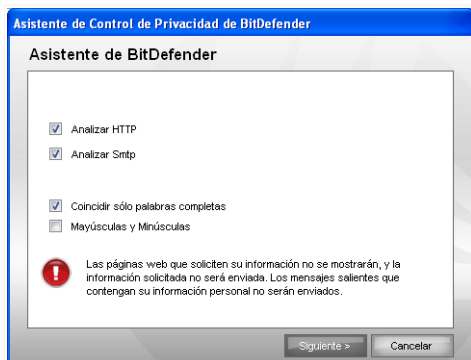 Asistente de Control de Privacidad de BitDefender
Asistente de BitDefender
Analizar HTTP
Analizar Smtp
Coincidir sólo palabras completas
Mayúsculas y Minúsculas
Las páginas web que soliciten su información no se mostrarán, y la
información solicitada no será enviada. Los mensajes salientes que
contengan su información personal no serán enviados.
Siguiente >
Cancelar